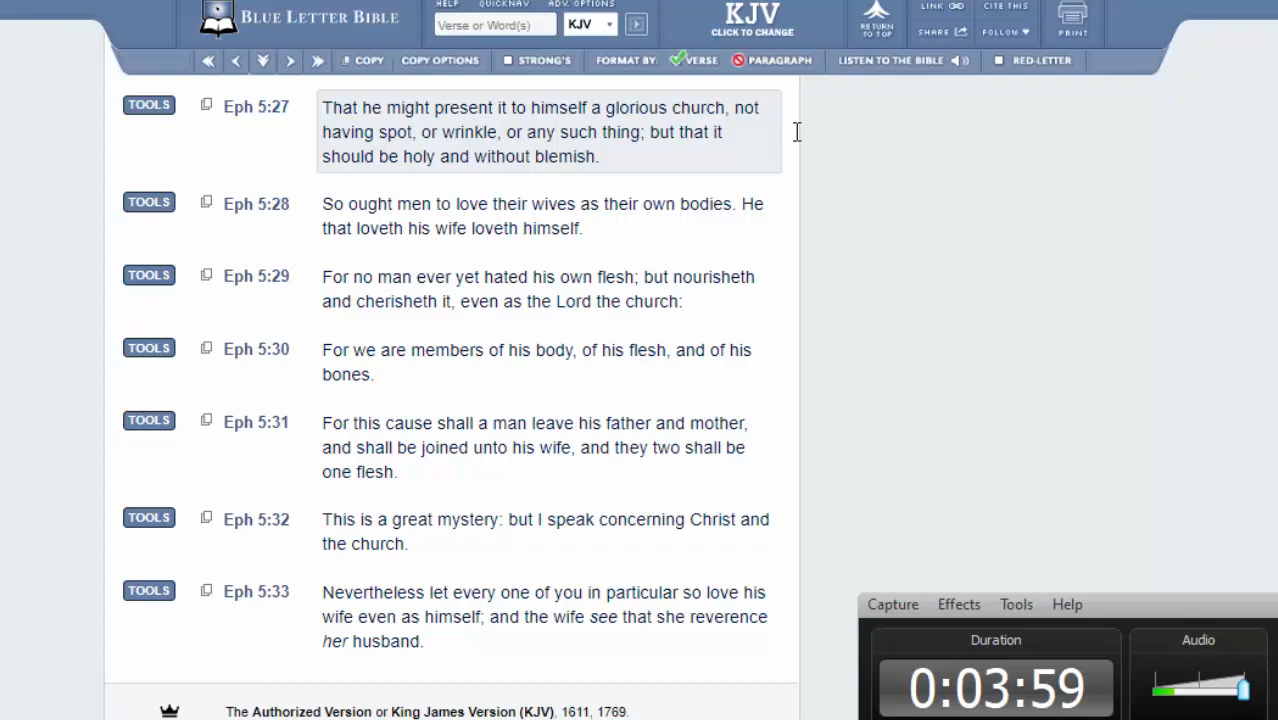 HELP QUICKNAV ADV. OPTIONS
BLUE LETTER BIBLE
Verse or Word(s)
KJV
KJV
CLICK TO CHANGE
RETURN
TO TOP
LINK
CITE THIS
SHARE
FOLLOW
PRINT
COPY COPY OPTIONS STRONG'S FORMAT BY: VERSE PARAGRAPH LISTEN TO THE BIBLE RED-LETTER
TOOLS Eph 5:27 That he might present it to himself a glorious church, not
having spot, or wrinkle, or any such thing; but that it
should be holy and without blemish.
TOOLS Eph 5:28 So ought men to love their wives as their own bodies. He
that loveth his wife loveth himself.
TOOLS Eph 5:29 For no man ever yet hated his own flesh; but nourisheth
and cherisheth it, even as the Lord the church:
TOOLS Eph 5:30 For we are members of his body, of his flesh, and of his
bones.
TOOLS Eph 5:31 For this cause shall a man leave his father and mother,
and shall be joined unto his wife, and they two shall be
one flesh.
TOOLS Eph 5:32 This is a great mystery: but I speak concerning Christ and
the church.
TOOLS Eph 5:33 Nevertheless let every one of you in particular so love his
wife even as himself; and the wife see that she reverence
her husband.
The Authorized Version or King James Version (KJV), 1611, 1769.
Capture Effects Tools Help
Duration
0:03:59
Audio